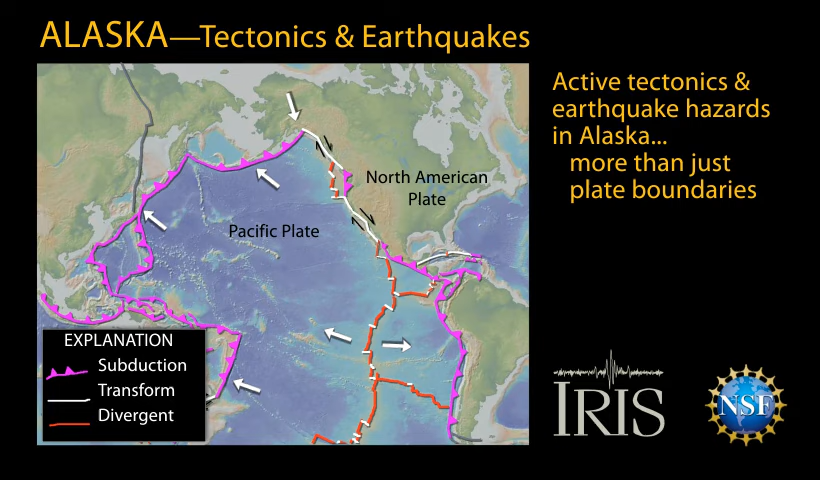 ALASKA—Tectonics & Earthquakes
Active tectonics &
earthquake hazards
in Alaska...
more than just
plate boundaries
North American
Plate
Pacific Plate
EXPLANATION
Subduction
Transform
Divergent
IRIS
NSF